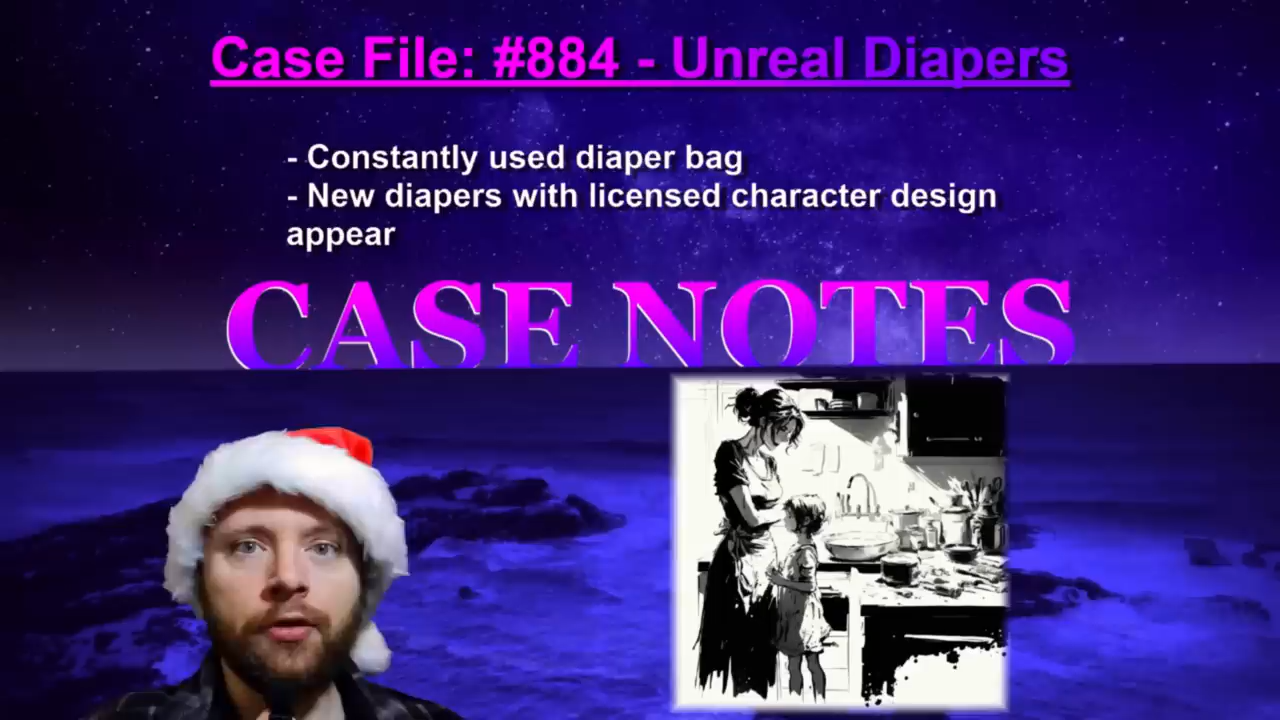 Case File: #884 - Unreal Diapers
- Constantly used diaper bag
- New diapers with licensed character design
appear
CASE NOTES